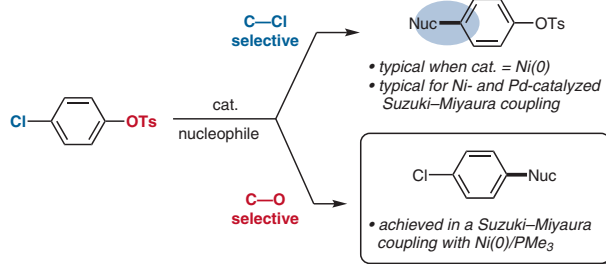 C—Cl
selective
Nuc
OTs
• typical when cat. = Ni(0)
• typical for Ni- and Pd-catalyzed
Suzuki–Miyaura coupling
Cl
OTs
cat.
nucleophile
C—O
selective
Cl
Nuc
• achieved in a Suzuki–Miyaura
coupling with Ni(0)/PMe3